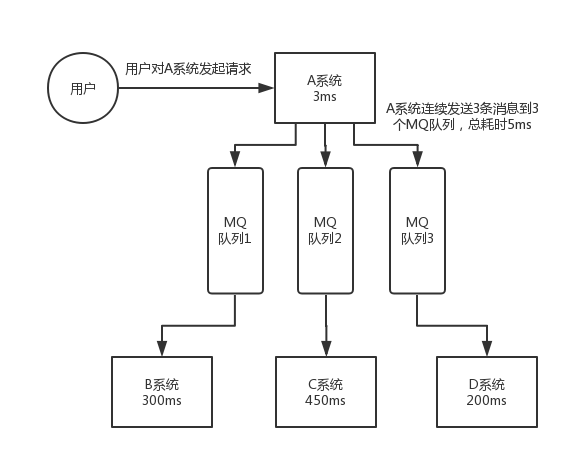 用户
用户对A系统发起请求
A系统
3ms
A系统连续发送3条消息到3
个MQ队列，总耗时5ms
MQ
队列1
MQ
队列2
MQ
队列3
B系统
300ms
C系统
450ms
D系统
200ms